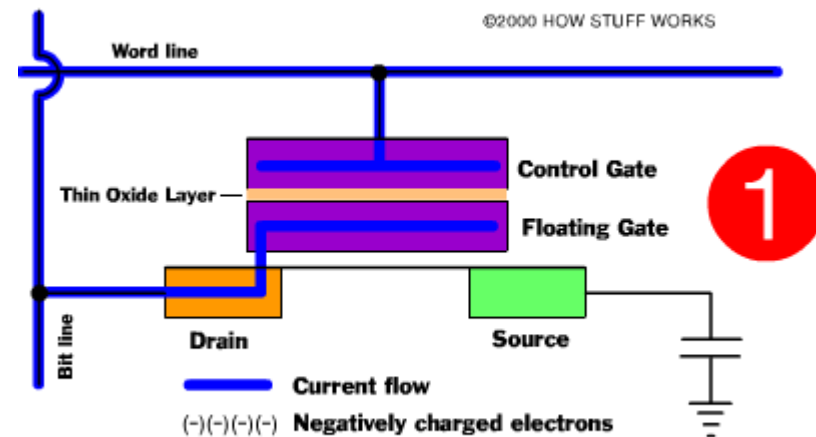 ©2000 HOW STUFF WORKS
Word line
Control Gate
Thin Oxide Layer
1
Floating Gate
Drain
Source
Bit line
Current flow
(-)(-)(-)(-) Negatively charged electrons